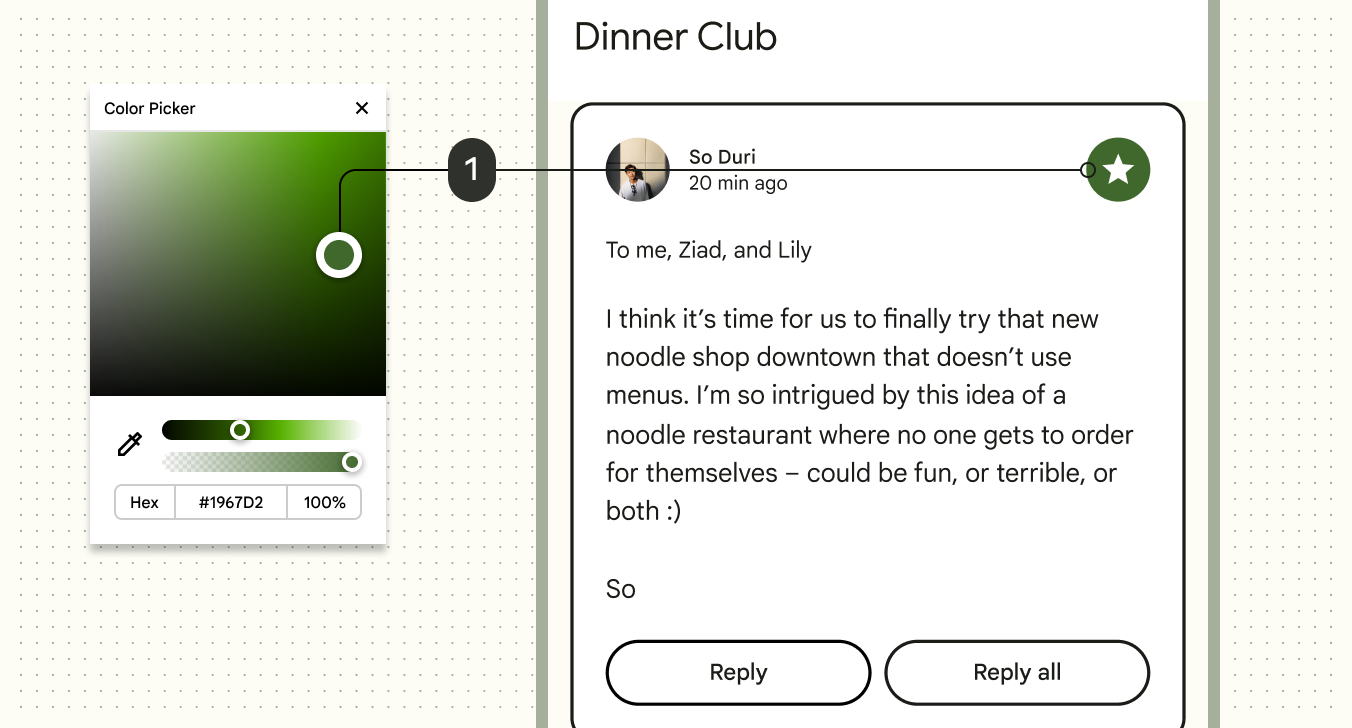 Dinner Club
Color Picker
1
So Duri
20 min ago
To me, Ziad, and Lily
I think it’s time for us to finally try that new
noodle shop downtown that doesn’t use
menus. I’m so intrigued by this idea of a
noodle restaurant where no one gets to order
for themselves – could be fun, or terrible, or
both :)
So
Reply
Reply all
Hex
#1967D2
100%